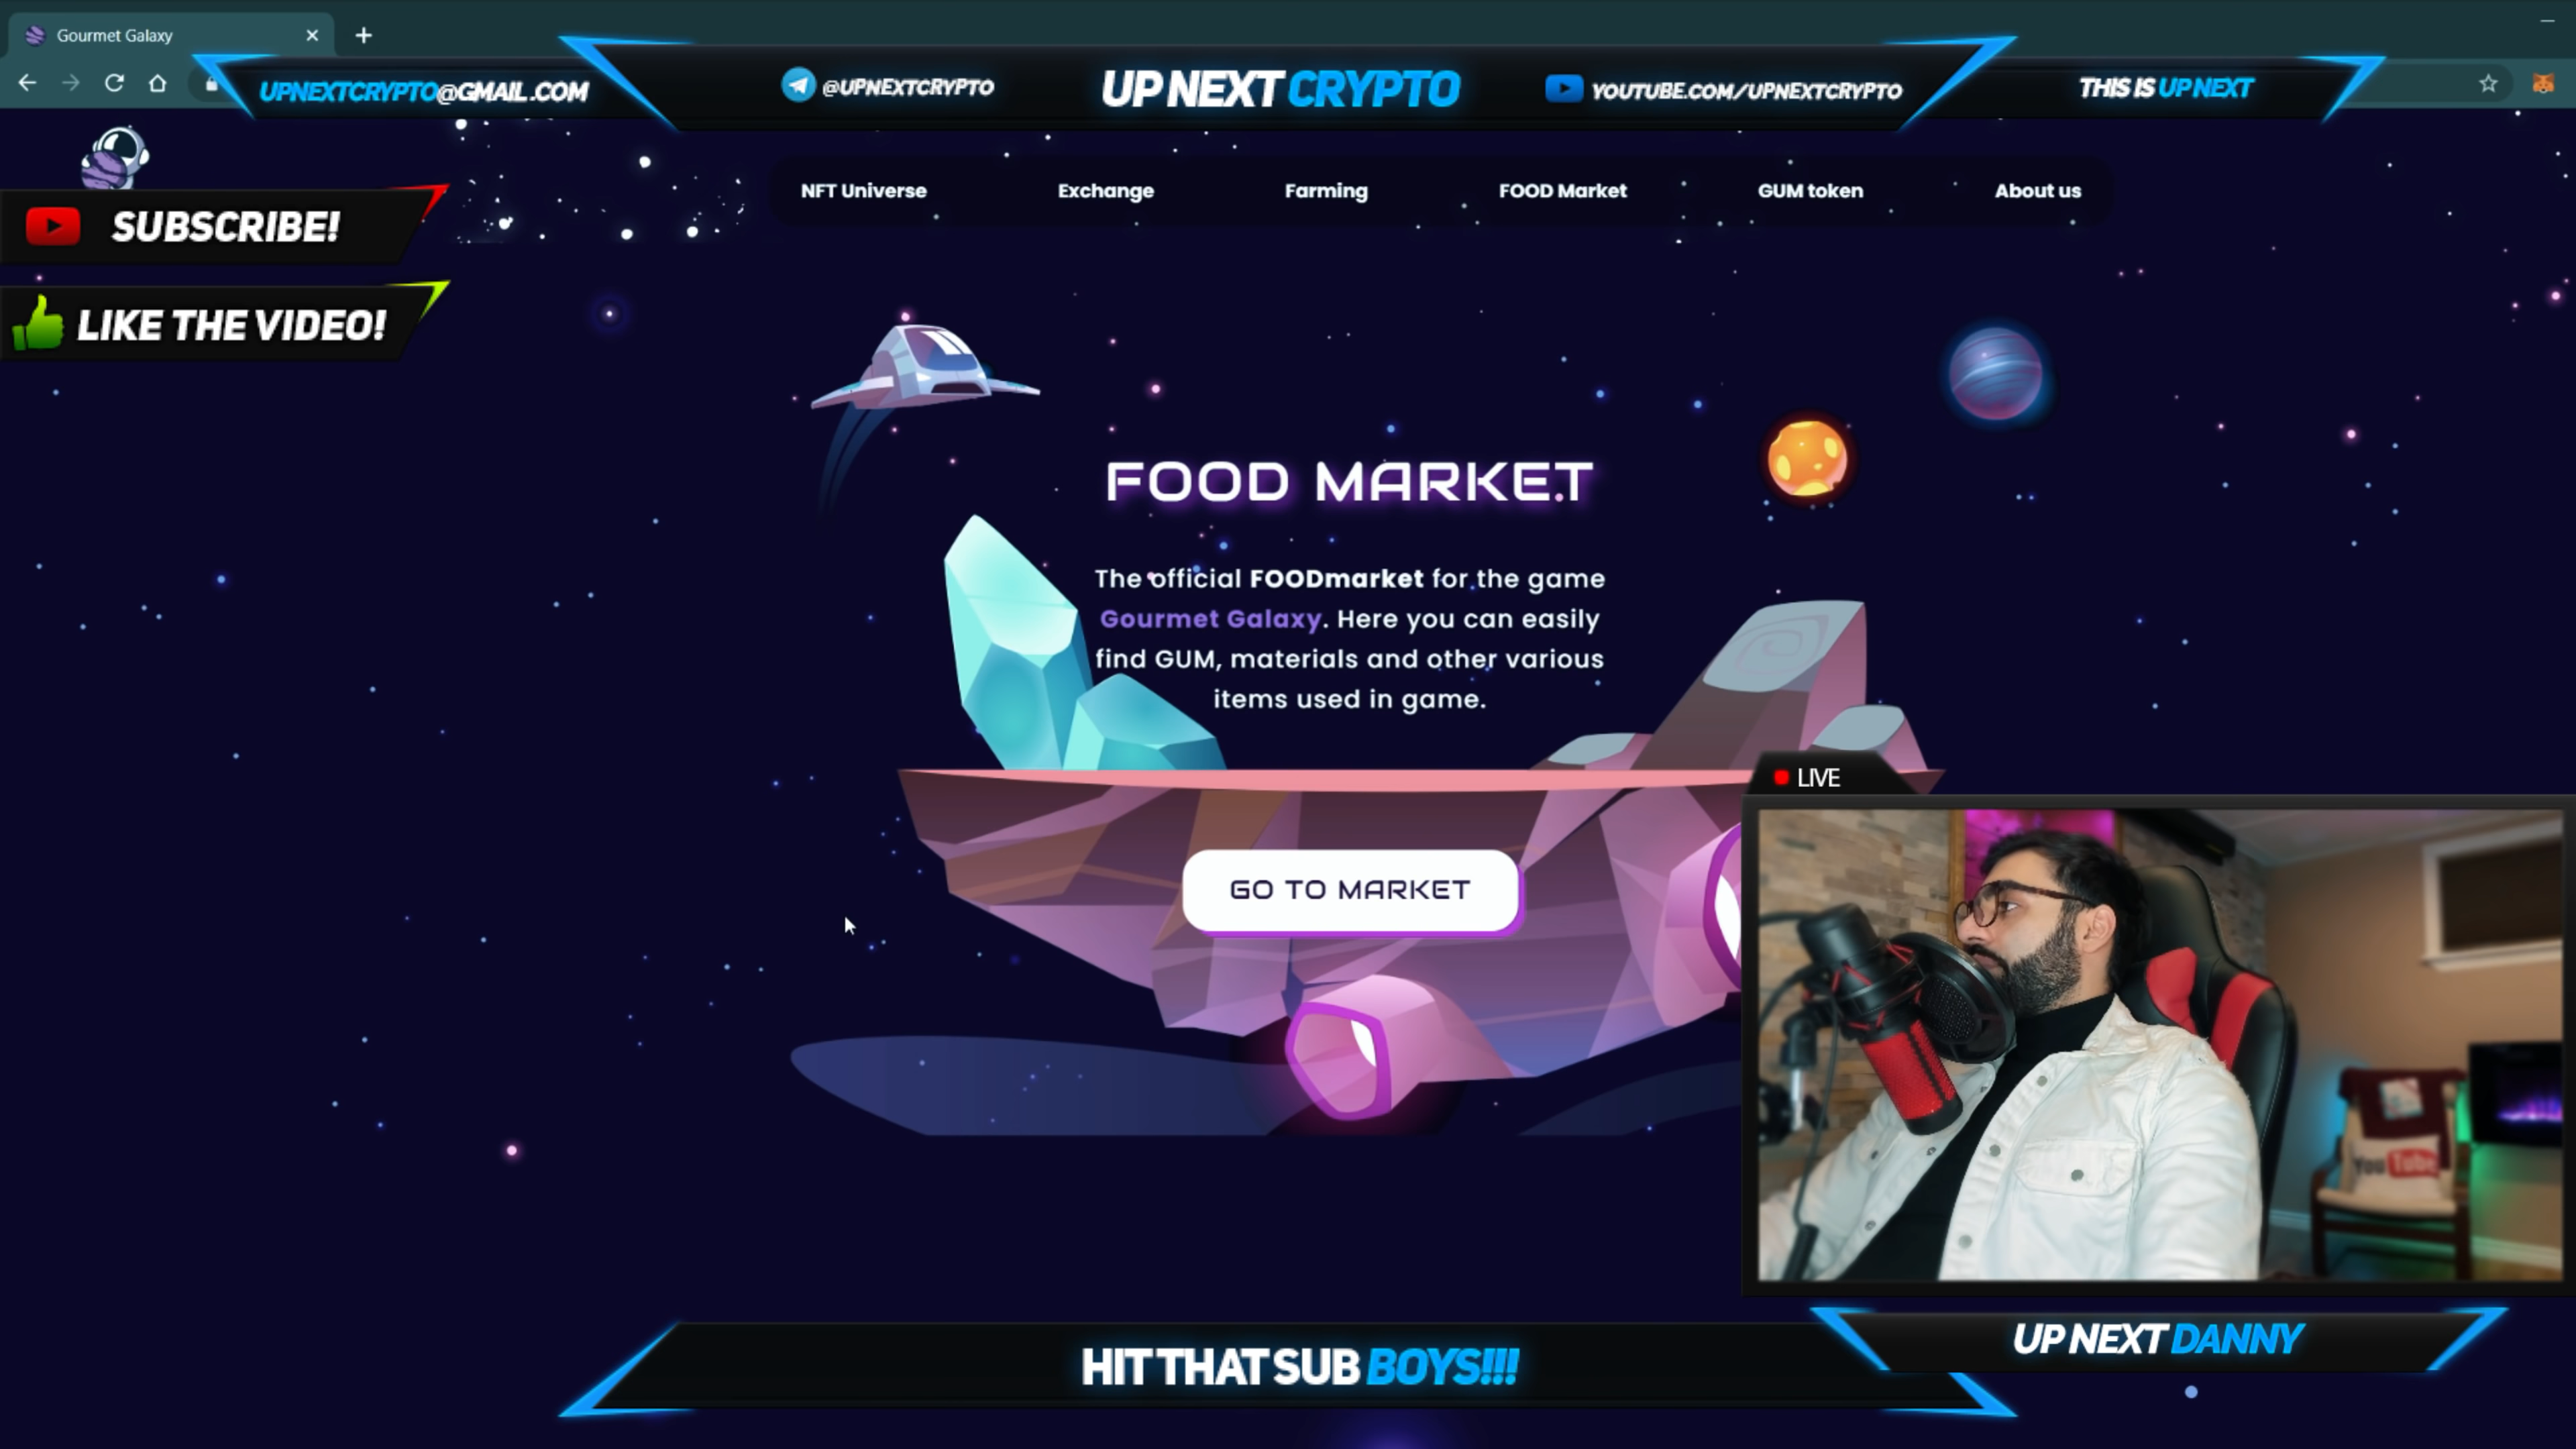 Gourmet Galaxy
UPNEXTCRYPTO@GMAIL.COM
@UPNEXTCRYPTO
UP NEXT CRYPTO
YOUTUBE.COM/UPNEXTCRYPTO
THIS IS UP NEXT
NFT Universe
Exchange
Farming
FOOD Market
GUM token
About us
SUBSCRIBE!
LIKE THE VIDEO!
FOOD MARKET
The official FOODmarket for the game
Gourmet Galaxy. Here you can easily
find GUM, materials and other various
items used in game.
GO TO MARKET
LIVE
You Tube
UP NEXT DANNY
HIT THAT SUB BOYS!!!